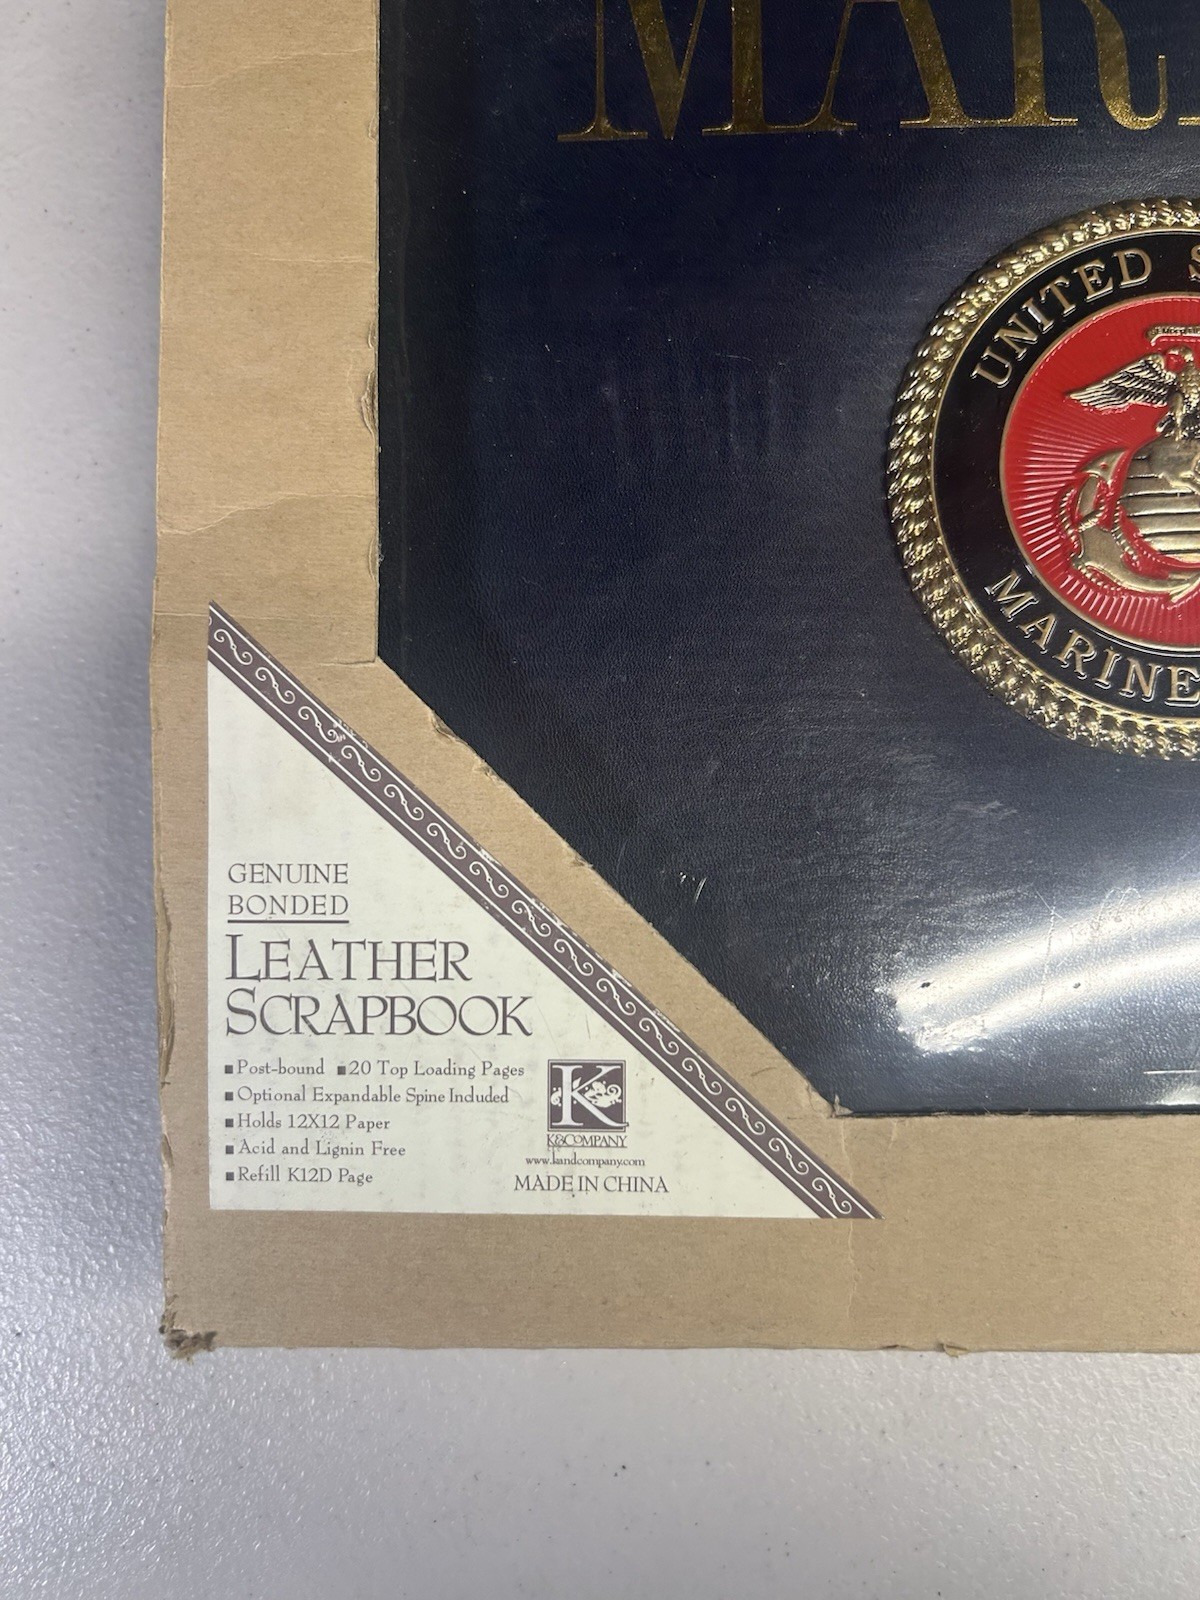 MAR
UNITED S
MARINE
GENUINE
BONDED
LEATHER
SCRAPBOOK
■Post-bound ■20 Top Loading Pages
■Optional Expandable Spine Included
■Holds 12X12 Paper
■Acid and Lignin Free
■Refill K12D Page
K
K&COMPANY
www.kandcompany.com
MADE IN CHINA